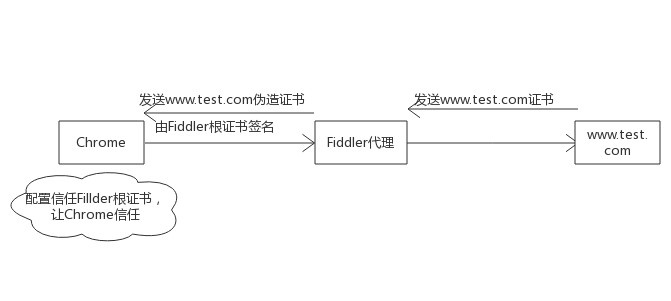 发送www.test.com伪造证书
发送www.test.com证书
由Fiddler根证书签名
Chrome
Fiddler代理
www.test.
com
配置信任Fillder根证书，
让Chrome信任